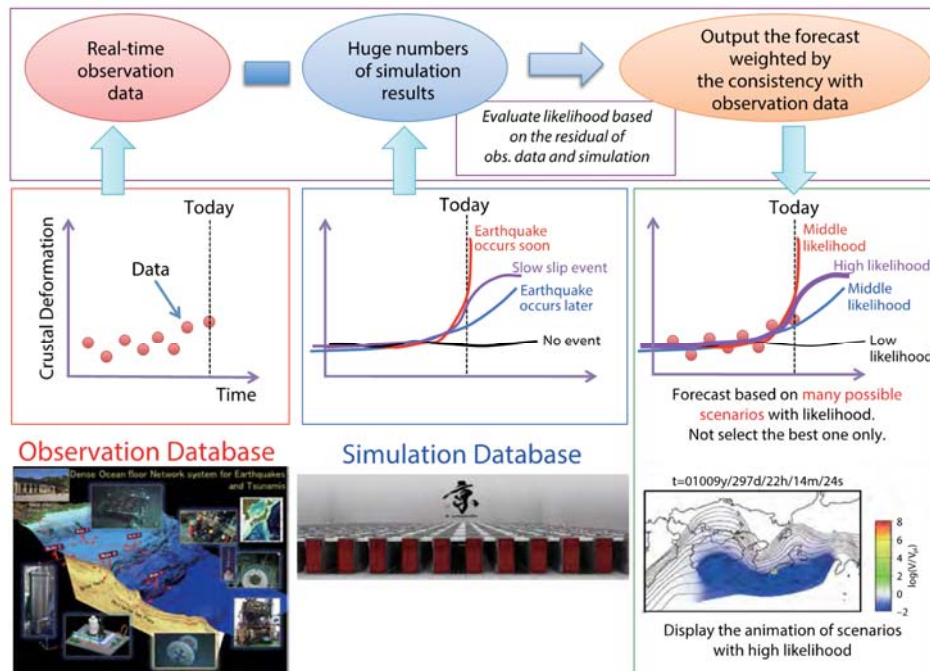 Real-time
observation
data
Huge numbers
of simulation
results
Output the forecast
weighted by
the consistency with
observation data
Evaluate likelihood based
on the residual of
obs. data and simulation
Today
Data
Crustal Deformation
Time
Today
Earthquake
occurs soon
Slow slip event
Earthquake
occurs later
No event
Today
Middle
likelihood
High likelihood
Middle
likelihood
Low
likelihood
Forecast based on many possible
scenarios with likelihood.
Not select the best one only.
Observation Database
Simulation Database
Dense Ocean floor Network system for Earthquakes
and Tsunamis
京
t=01009y/297d/22h/14m/24s
8
6
4
2
0
−2
log(V/Vpl)
Display the animation of scenarios
with high likelihood